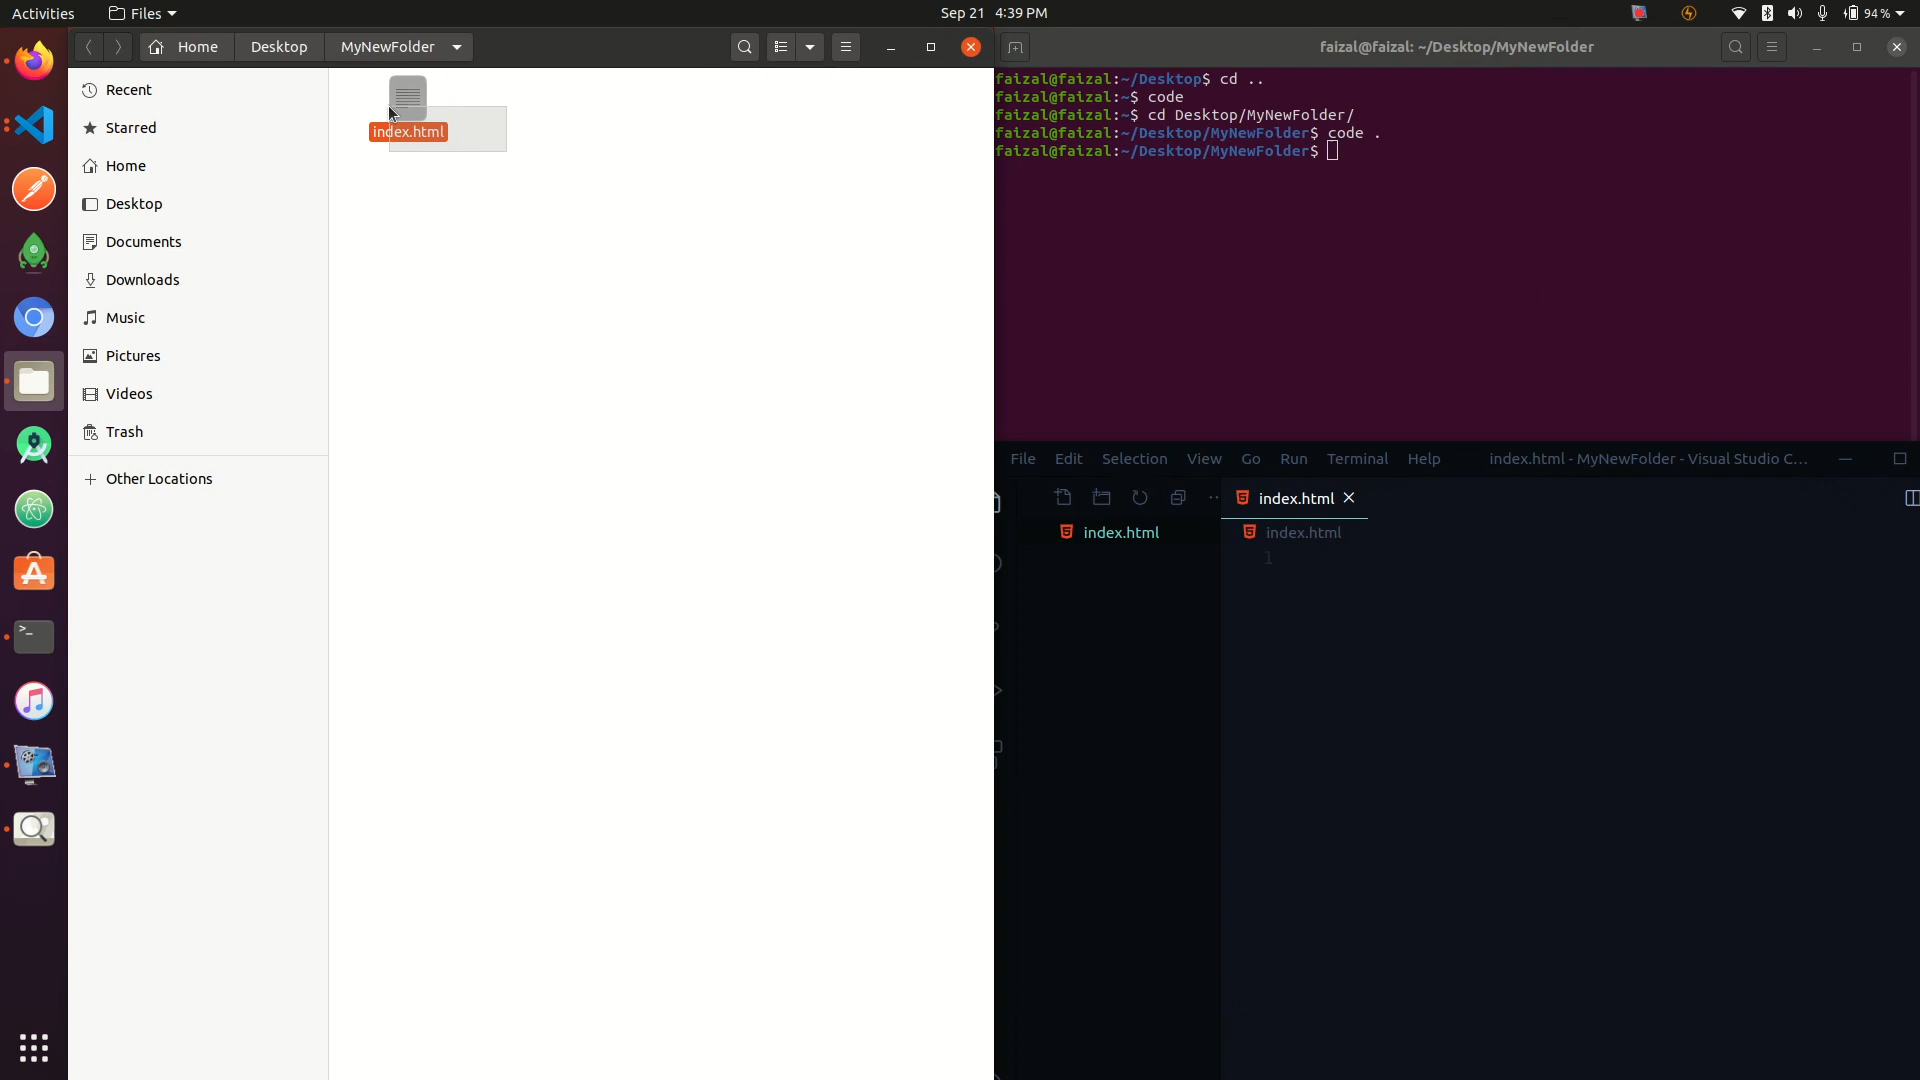 Activities
Files
Sep 21 4:39 PM
94 %
Home
Desktop
MyNewFolder
faizal@faizal: ~/Desktop/MyNewFolder
Recent
Starred
Home
Desktop
Documents
Downloads
Music
Pictures
Videos
Trash
Other Locations
index.html
faizal@faizal:~/Desktop$ cd ..
faizal@faizal:~$ code
faizal@faizal:~$ cd Desktop/MyNewFolder/
faizal@faizal:~/Desktop/MyNewFolder$ code .
faizal@faizal:~/Desktop/MyNewFolder$
File Edit Selection View Go Run Terminal Help index.html - MyNewFolder - Visual Studio C...
index.html
index.html
index.html
1